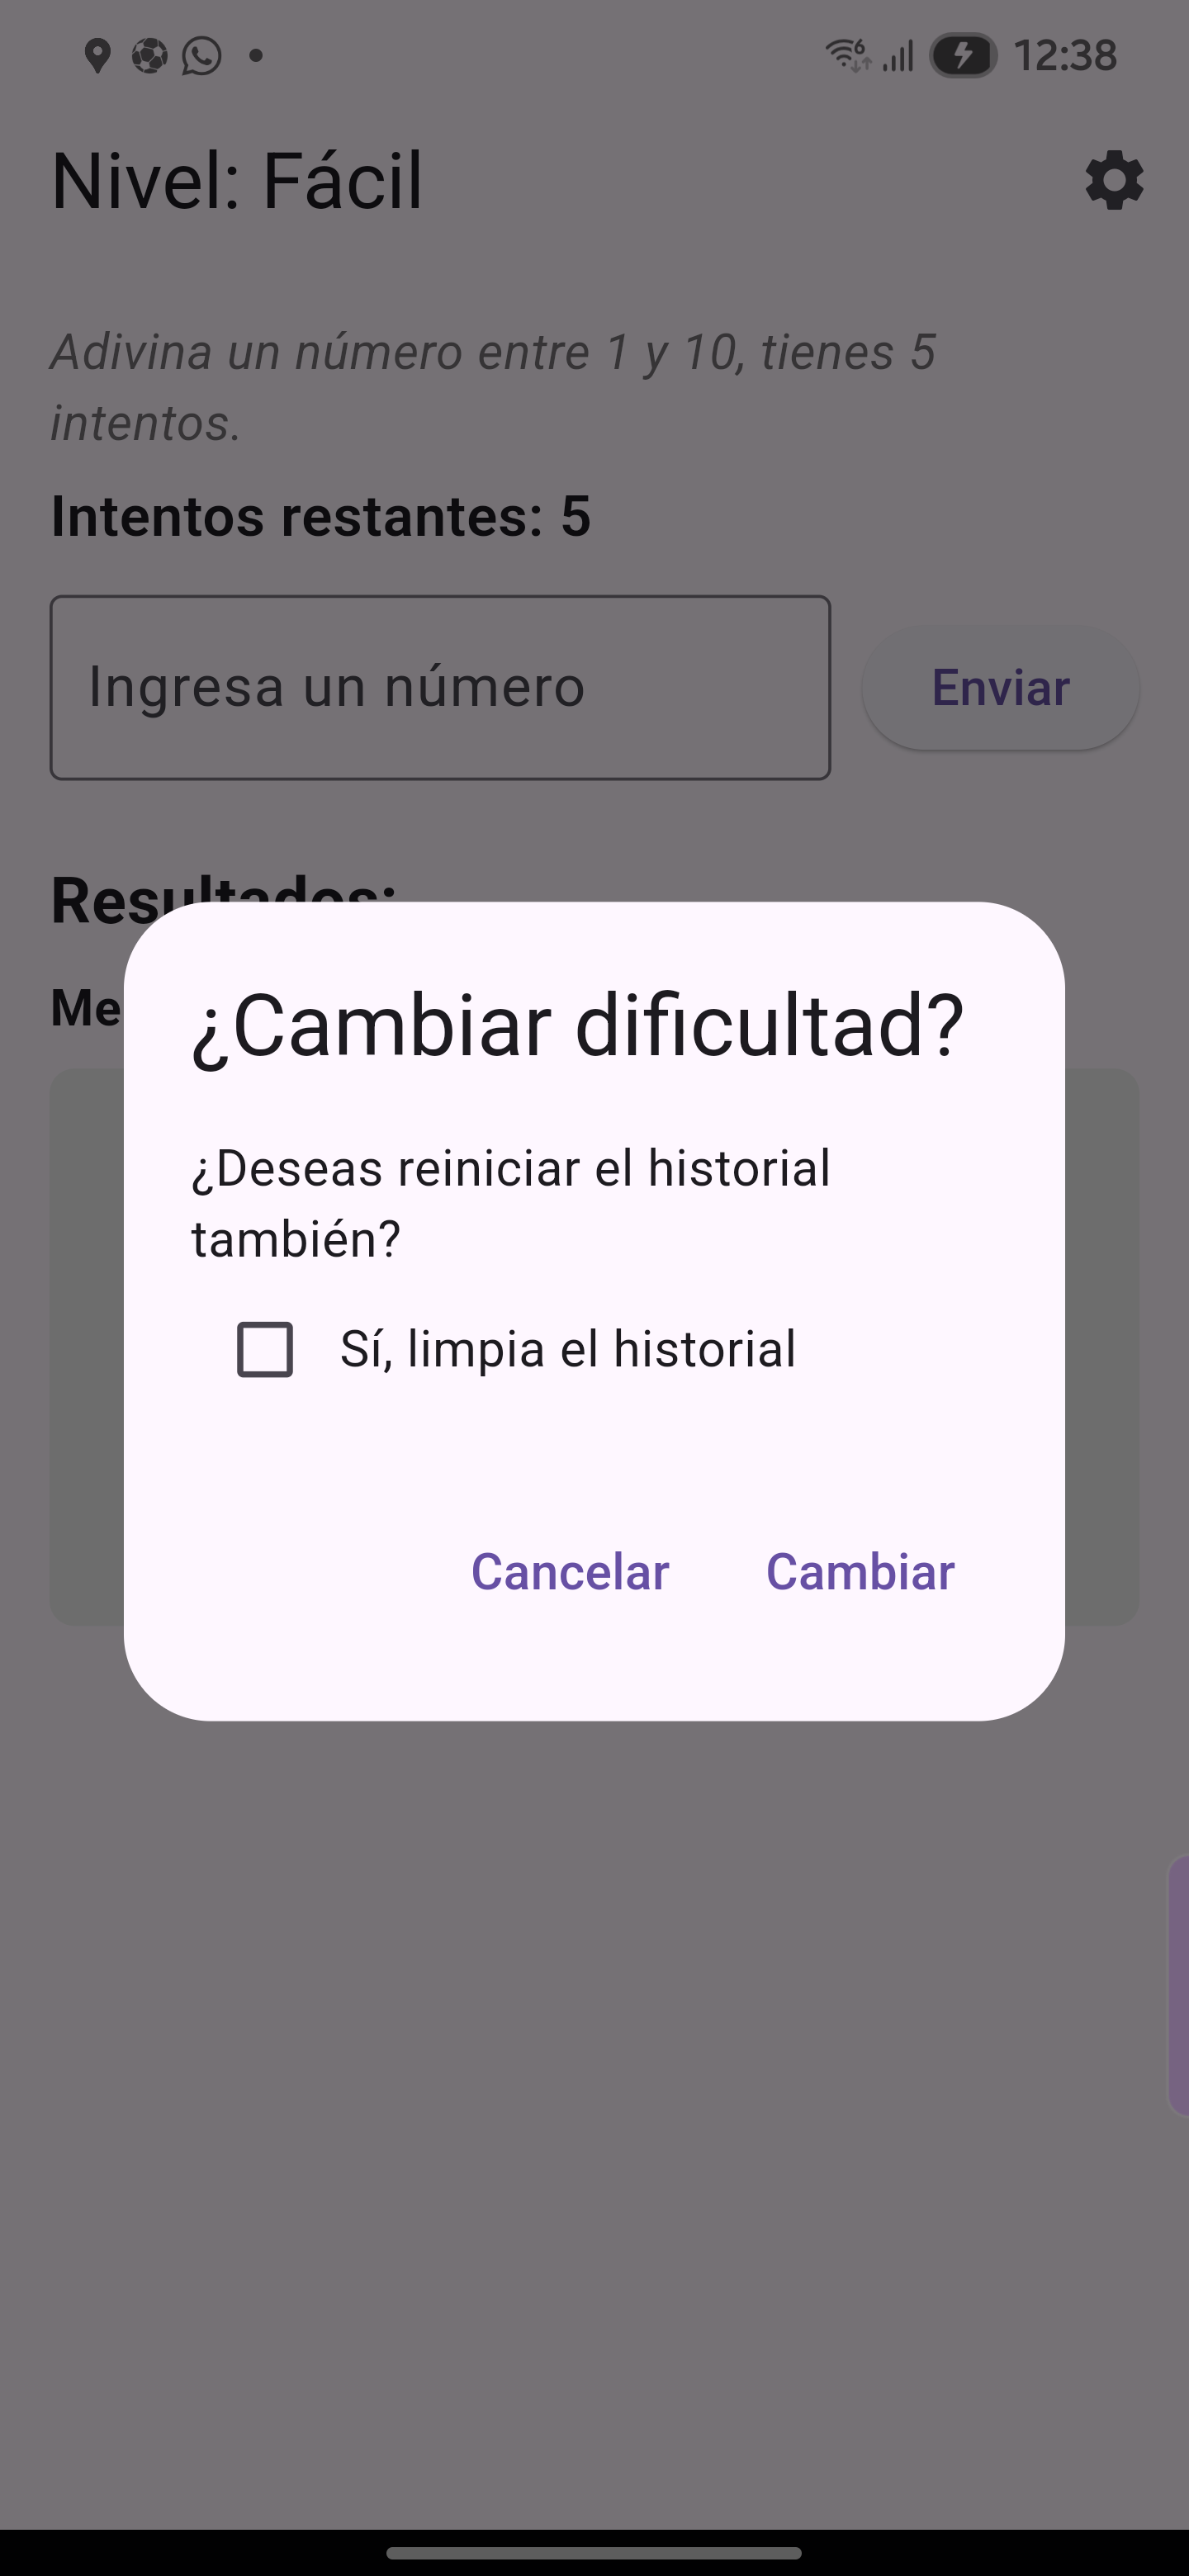 12:38
Nivel: Fácil
Adivina un número entre 1 y 10, tienes 5
intentos.
Intentos restantes: 5
Ingresa un número
Enviar
Resultados:
Me
¿Cambiar dificultad?
¿Deseas reiniciar el historial
también?
Sí, limpia el historial
Cancelar
Cambiar